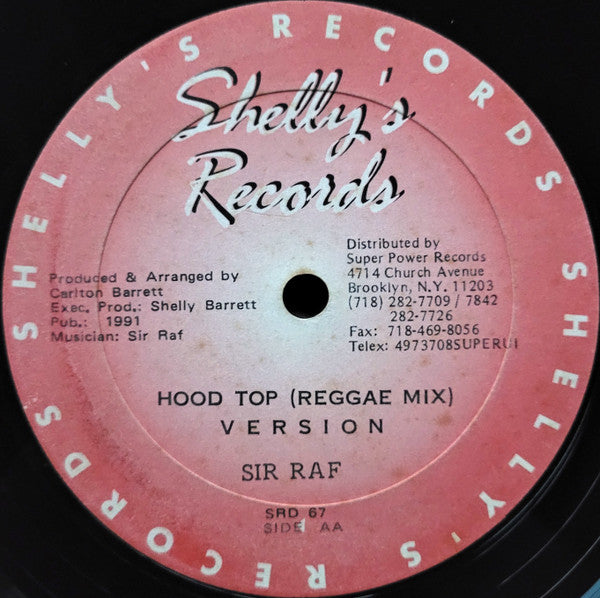 SHELLY'S RECORDS SHELLY'S RECORDS SHELLY'S RECORDS
Shelly's
Records
Produced & Arranged by
Carlton Barrett
Exec. Prod.: Shelly Barrett
Pub.: 1991
Musician: Sir Raf
Distributed by
Super Power Records
4714 Church Avenue
Brooklyn, N.Y. 11203
(718) 282-7709 / 7842
282-7726
Fax: 718-469-8056
Telex: 4973708SUPERUI
HOOD TOP (REGGAE MIX)
VERSION
SIR RAF
SRD 67
SIDE AA